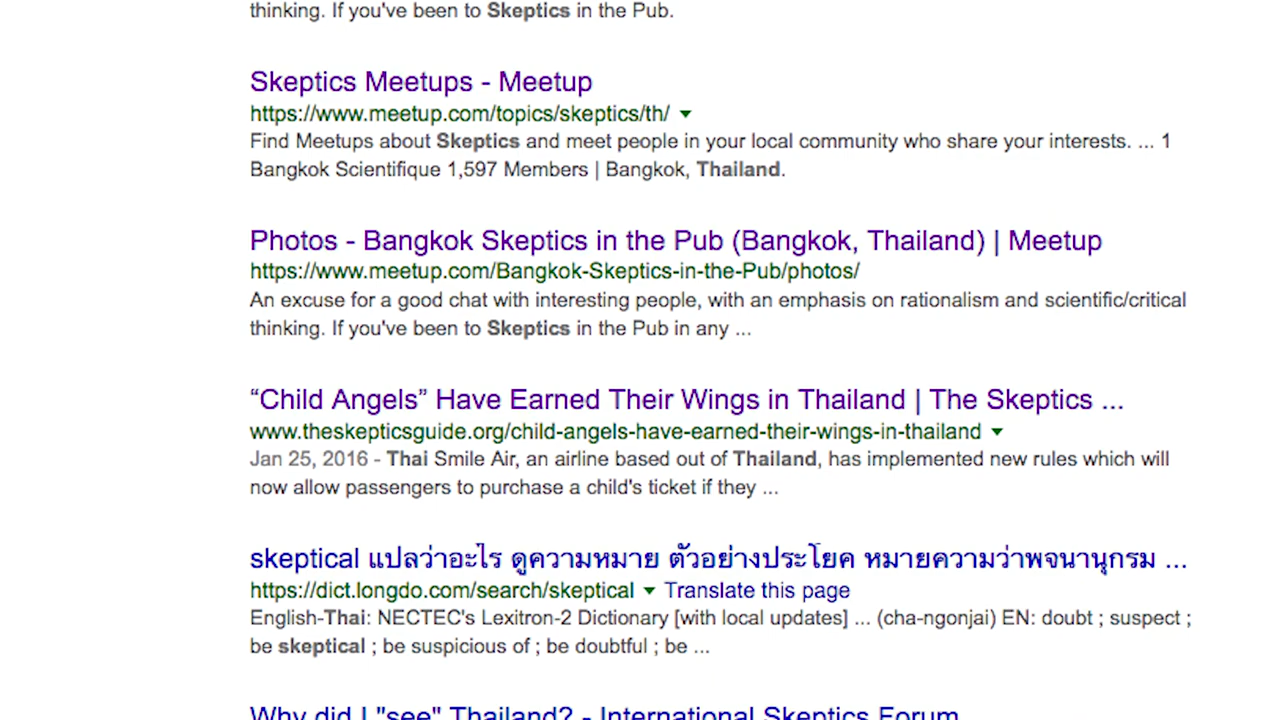 thinking. If you've been to Skeptics in the Pub.
Skeptics Meetups - Meetup
https://www.meetup.com/topics/skeptics/th/
Find Meetups about Skeptics and meet people in your local community who share your interests. ... 1
Bangkok Scientifique 1,597 Members | Bangkok, Thailand.
Photos - Bangkok Skeptics in the Pub (Bangkok, Thailand) | Meetup
https://www.meetup.com/Bangkok-Skeptics-in-the-Pub/photos/
An excuse for a good chat with interesting people, with an emphasis on rationalism and scientific/critical
thinking. If you've been to Skeptics in the Pub in any ...
“Child Angels” Have Earned Their Wings in Thailand | The Skeptics ...
www.theskepticsguide.org/child-angels-have-earned-their-wings-in-thailand
Jan 25, 2016 - Thai Smile Air, an airline based out of Thailand, has implemented new rules which will
now allow passengers to purchase a child's ticket if they ...
skeptical แปลว่าอะไร ดูความหมาย ตัวอย่างประโยค หมายความว่าพจนานุกรม ...
https://dict.longdo.com/search/skeptical Translate this page
English-Thai: NECTEC's Lexitron-2 Dictionary [with local updates] ... (cha-ngonjai) EN: doubt ; suspect ;
be skeptical ; be suspicious of ; be doubtful ; be ...
Why did I "see" Thailand? - International Skeptics Forum